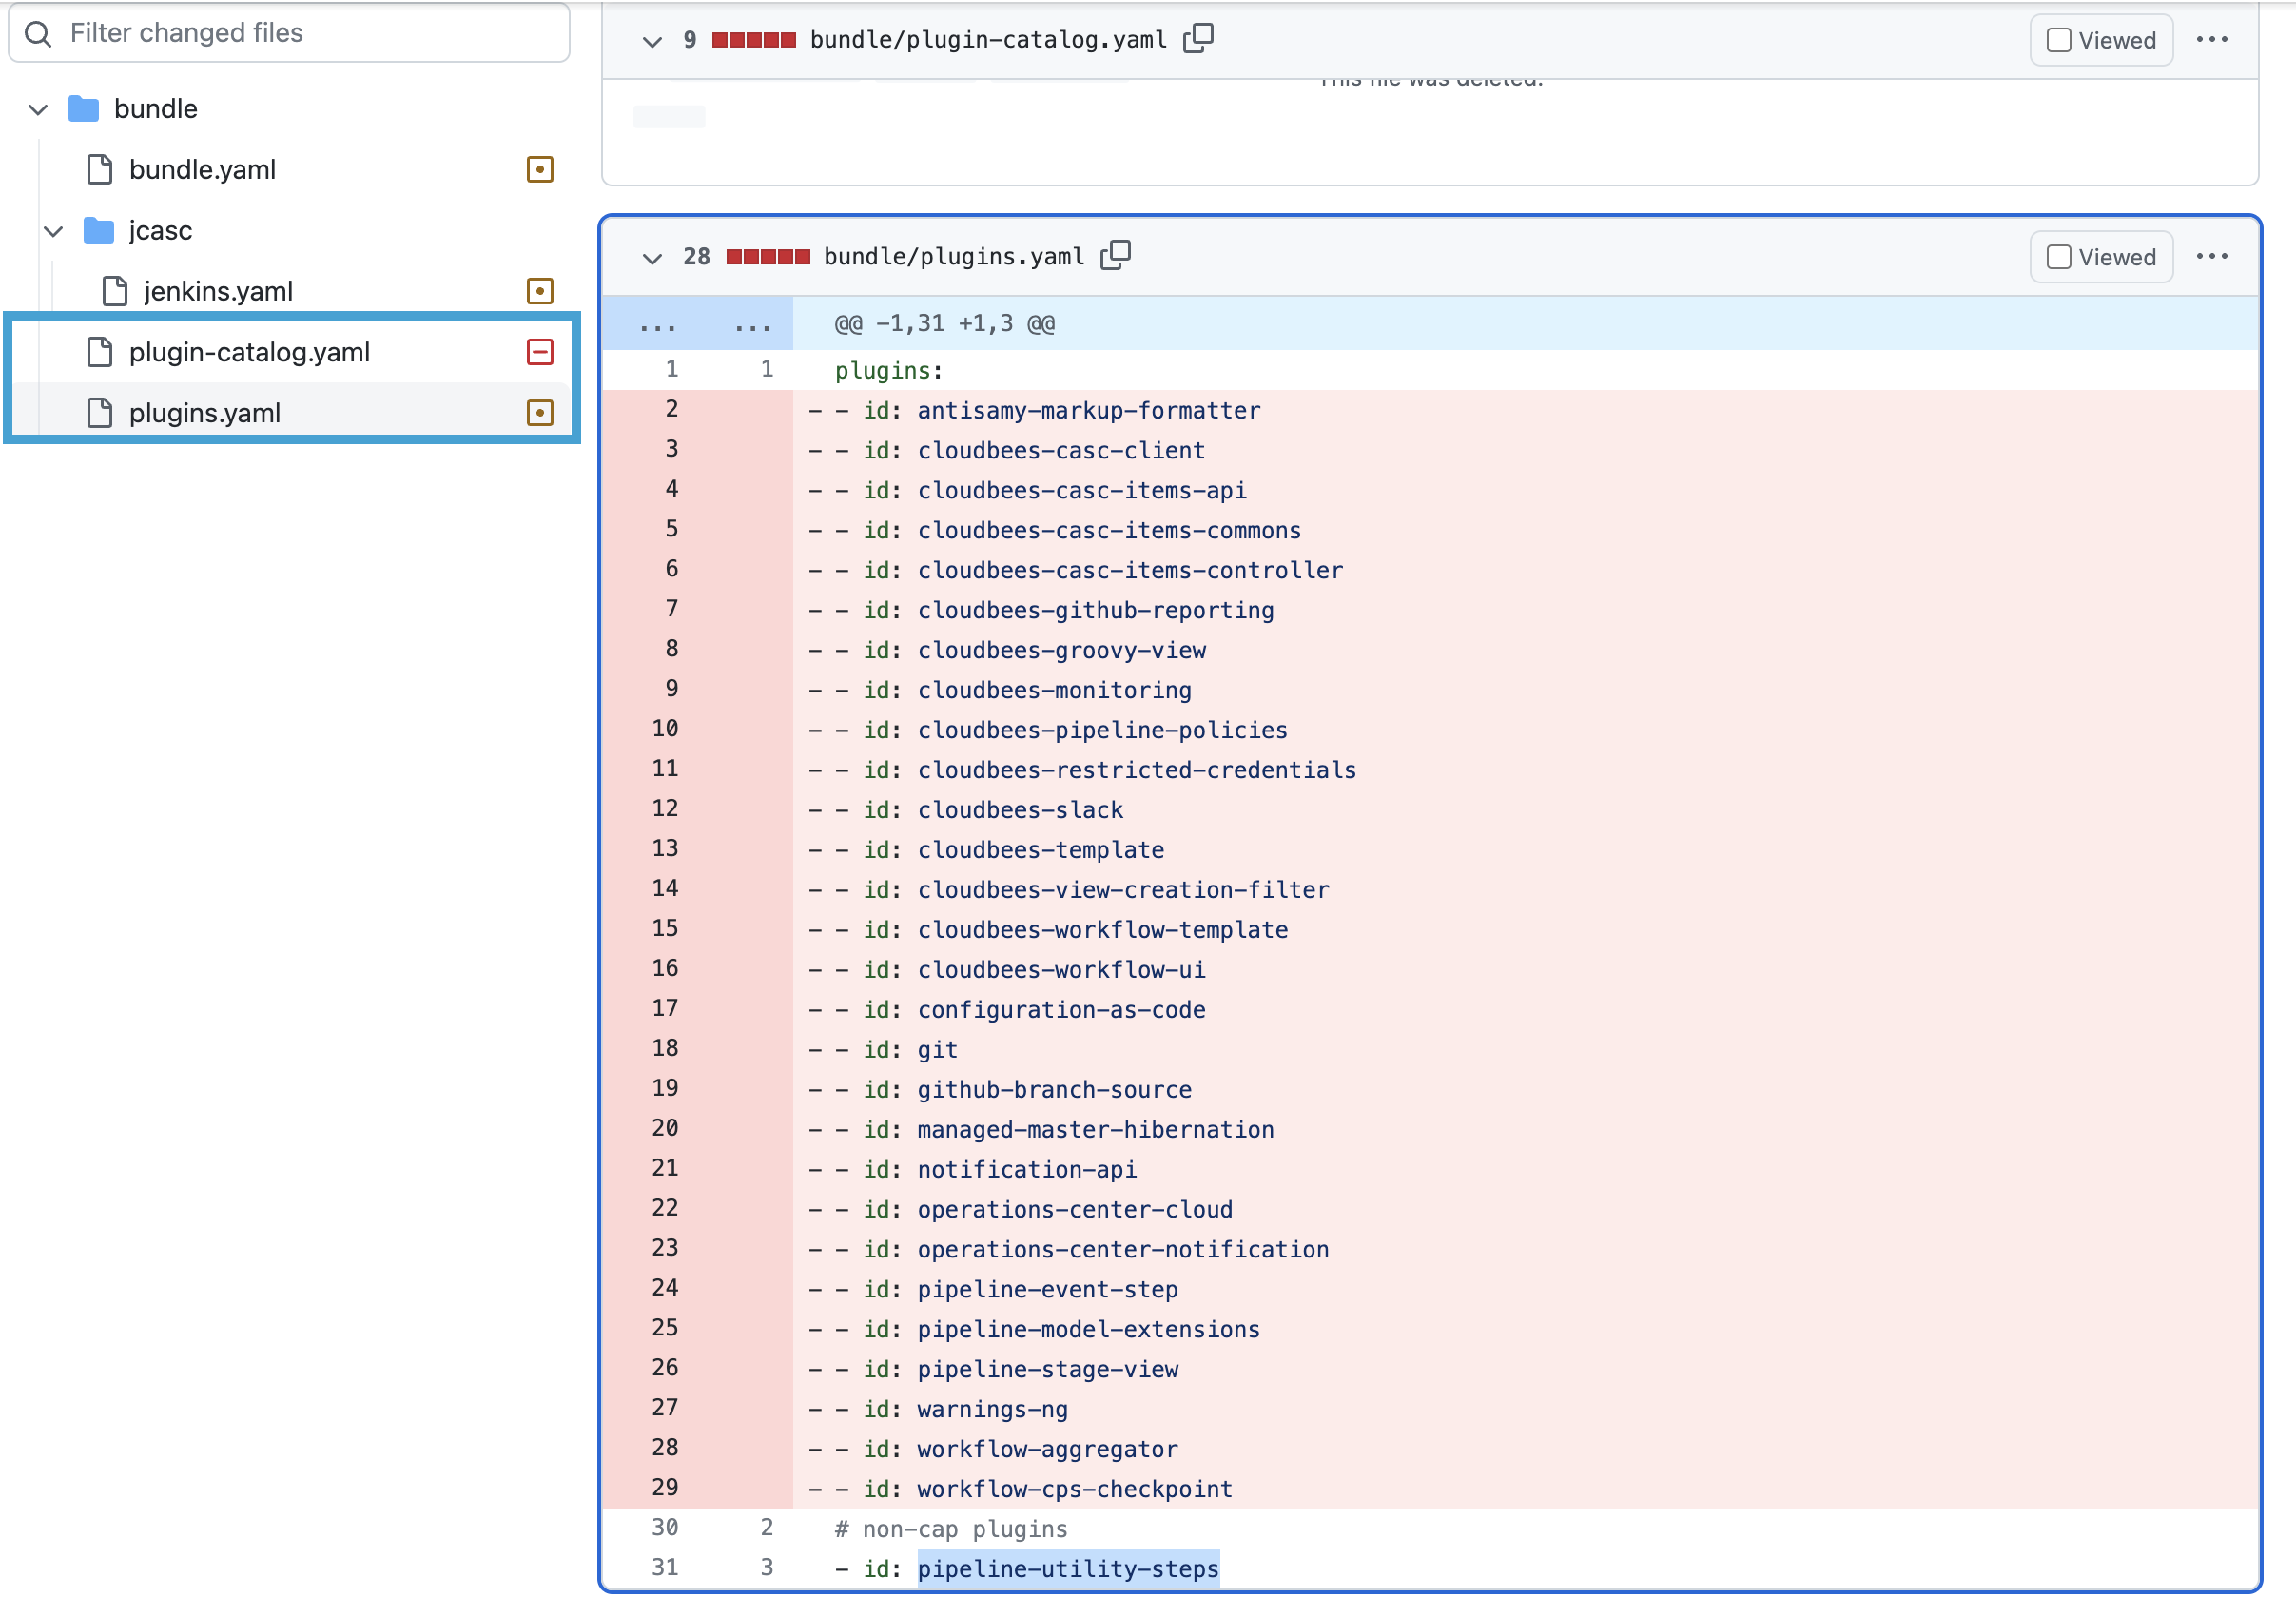 Filter changed files
bundle
bundle.yaml
jcasc
jenkins.yaml
plugin-catalog.yaml
plugins.yaml
9 bundle/plugin-catalog.yaml Viewed ...
This file was deleted.
28 bundle/plugins.yaml Viewed ...
... ... @@ -1,31 +1,3 @@
1 1 plugins:
2 - - id: antisamy-markup-formatter
3 - - id: cloudbees-casc-client
4 - - id: cloudbees-casc-items-api
5 - - id: cloudbees-casc-items-commons
6 - - id: cloudbees-casc-items-controller
7 - - id: cloudbees-github-reporting
8 - - id: cloudbees-groovy-view
9 - - id: cloudbees-monitoring
10 - - id: cloudbees-pipeline-policies
11 - - id: cloudbees-restricted-credentials
12 - - id: cloudbees-slack
13 - - id: cloudbees-template
14 - - id: cloudbees-view-creation-filter
15 - - id: cloudbees-workflow-template
16 - - id: cloudbees-workflow-ui
17 - - id: configuration-as-code
18 - - id: git
19 - - id: github-branch-source
20 - - id: managed-master-hibernation
21 - - id: notification-api
22 - - id: operations-center-cloud
23 - - id: operations-center-notification
24 - - id: pipeline-event-step
25 - - id: pipeline-model-extensions
26 - - id: pipeline-stage-view
27 - - id: warnings-ng
28 - - id: workflow-aggregator
29 - - id: workflow-cps-checkpoint
30 2 # non-cap plugins
31 3 - id: pipeline-utility-steps